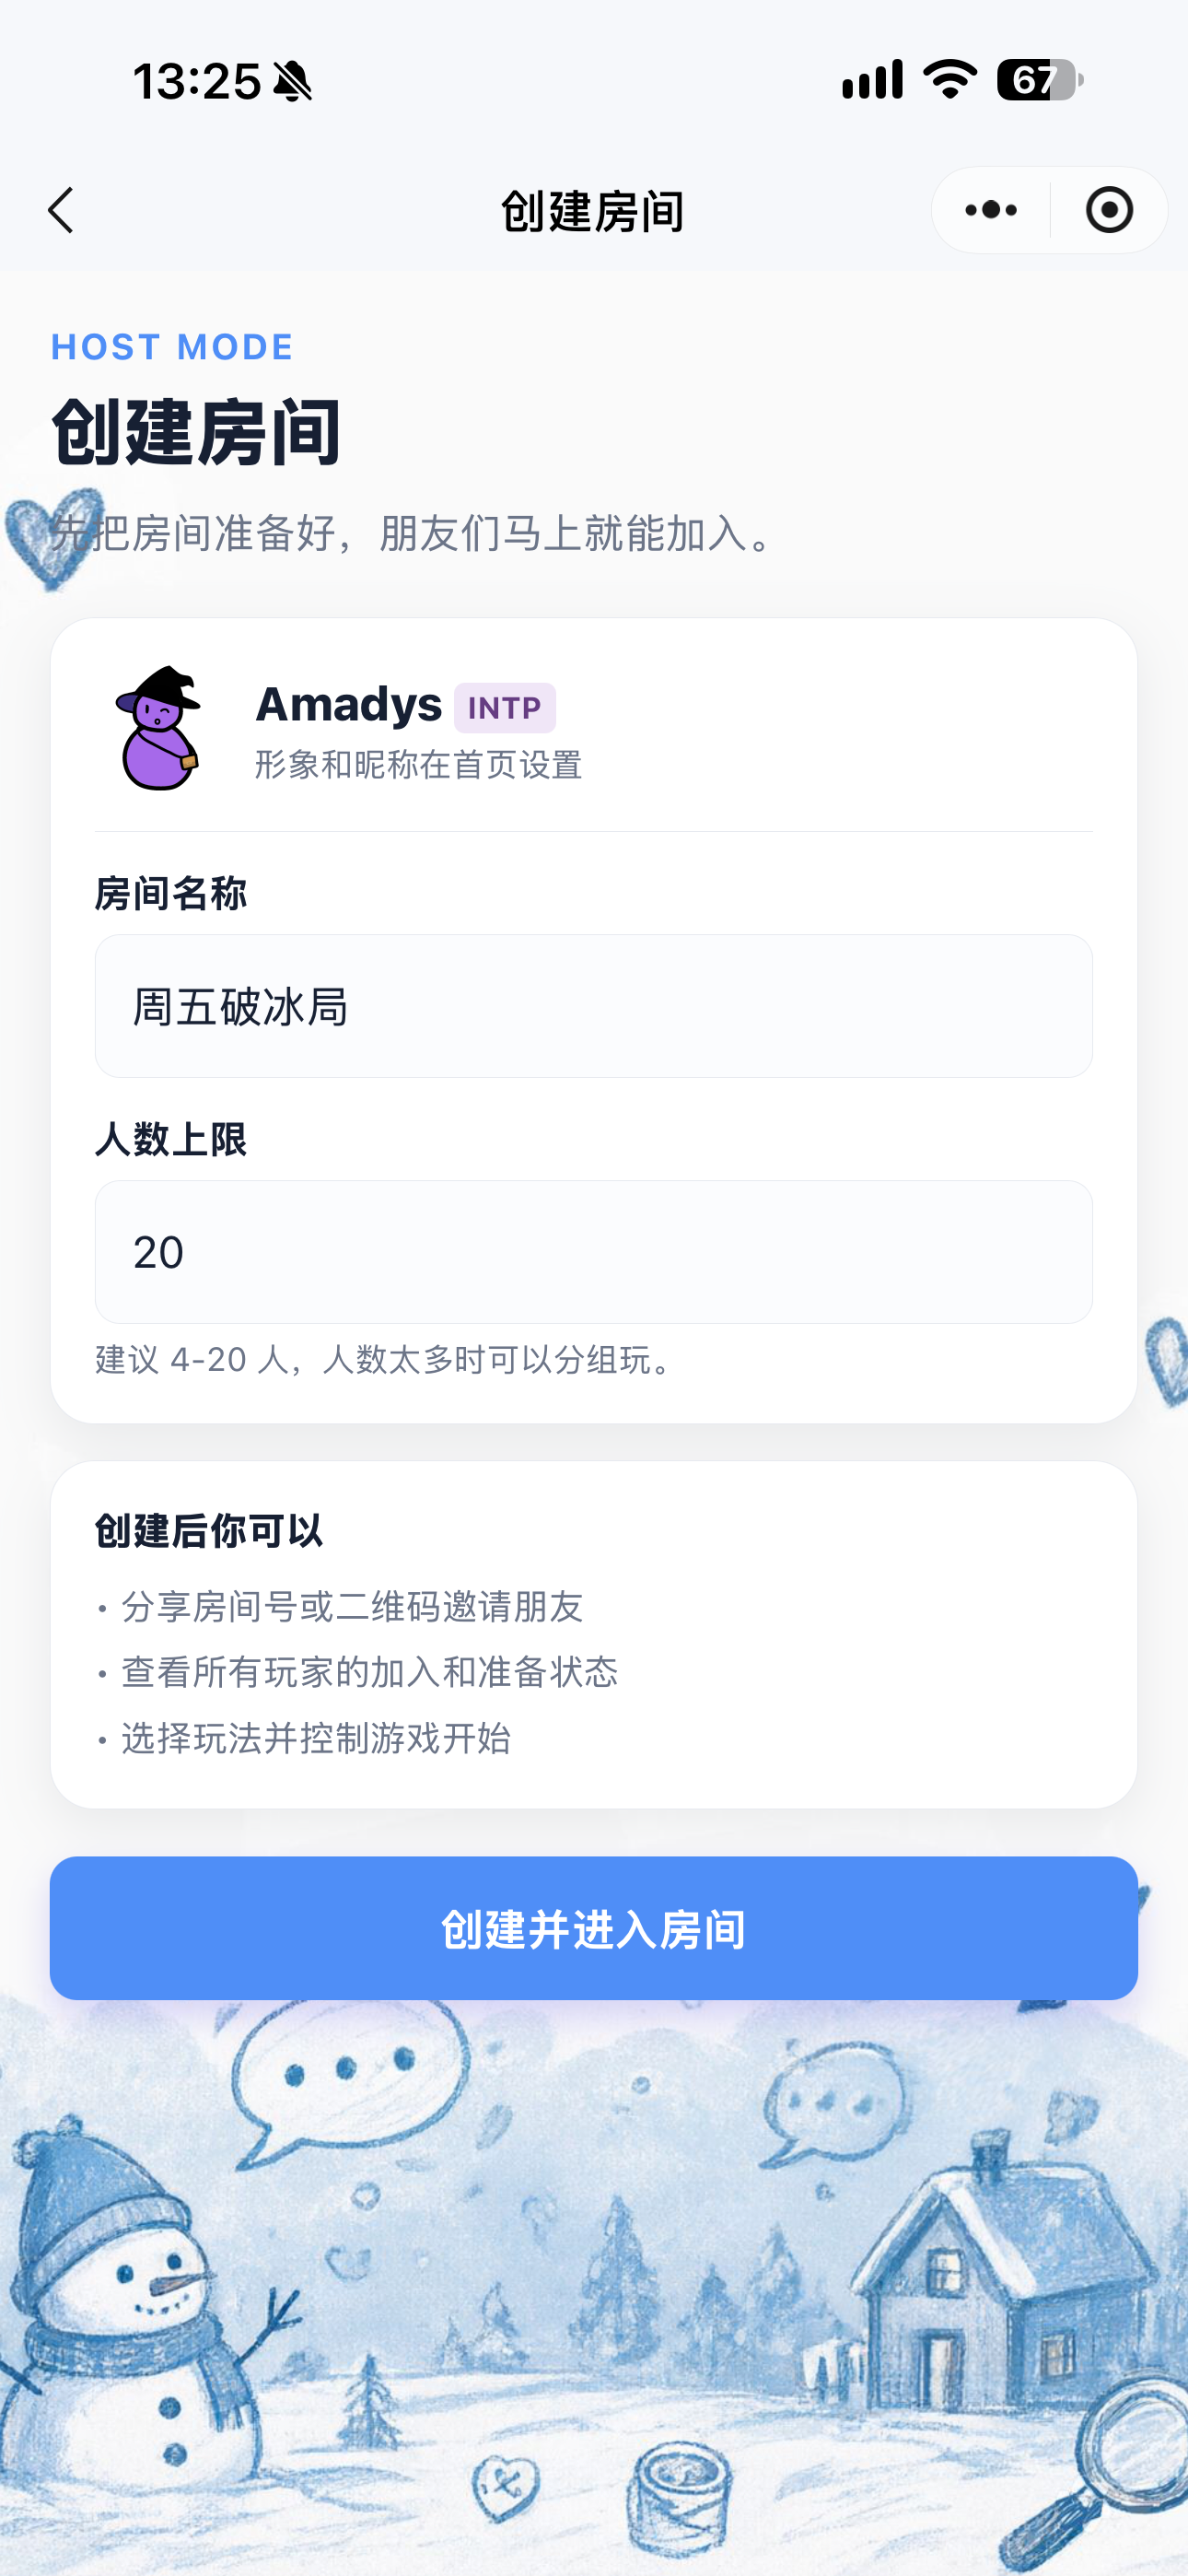 13:25
67
创建房间
HOST MODE
创建房间
先把房间准备好，朋友们马上就能加入。
Amadys INTP
形象和昵称在首页设置
房间名称
周五破冰局
人数上限
20
建议 4-20 人，人数太多时可以分组玩。
创建后你可以
· 分享房间号或二维码邀请朋友
· 查看所有玩家的加入和准备状态
· 选择玩法并控制游戏开始
创建并进入房间